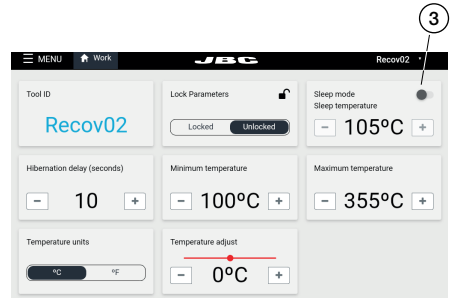 3
MENU Work JBC Recov02
Tool ID
Recov02
Lock Parameters
Locked Unlocked
Sleep mode
Sleep temperature
- 105ºC +
Hibernation delay (seconds)
- 10 +
Minimum temperature
- 100ºC +
Maximum temperature
- 355ºC +
Temperature units
ºC ºF
Temperature adjust
- 0ºC +